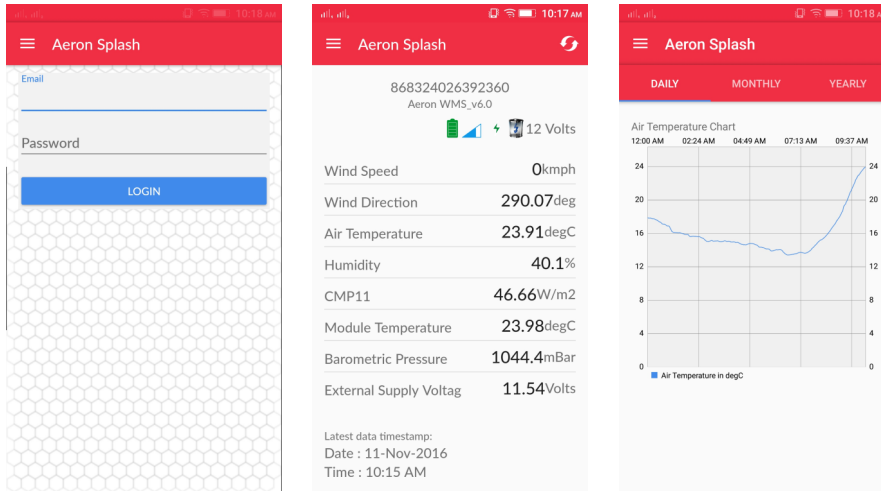 10:18 AM
Aeron Splash
Email
Password
LOGIN
10:17 AM
Aeron Splash
868324026392360
Aeron WMS_v6.0
12 Volts
Wind Speed 0kmph
Wind Direction 290.07deg
Air Temperature 23.91degC
Humidity 40.1%
CMP11 46.66W/m2
Module Temperature 23.98degC
Barometric Pressure 1044.4mBar
External Supply Voltag 11.54Volts
Latest data timestamp:
Date : 11-Nov-2016
Time : 10:15 AM
10:18 A
Aeron Splash
DAILY MONTHLY YEARLY
Air Temperature Chart
12:00 AM 02:24 AM 04:49 AM 07:13 AM 09:37 AM
24 24
20 20
16 16
12 12
8 8
4 4
0 0
Air Temperature in degC